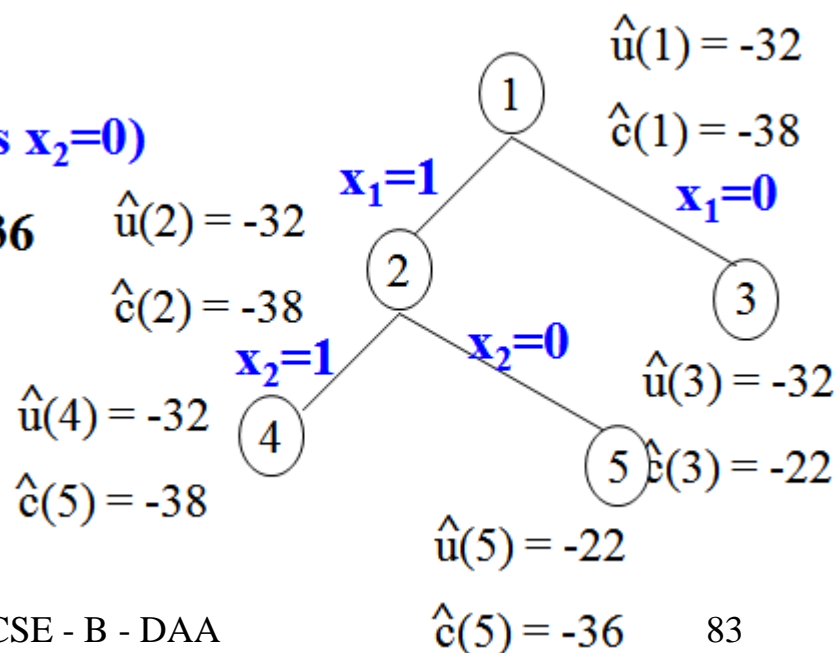 û(1) = -32
1
ĉ(1) = -38
s x₂=0)
x₁=1
x₁=0
36
û(2) = -32
2
ĉ(2) = -38
3
x₂=1
x₂=0
û(3) = -32
û(4) = -32
4
5
ĉ(3) = -22
ĉ(5) = -38
û(5) = -22
CSE - B - DAA
ĉ(5) = -36
83